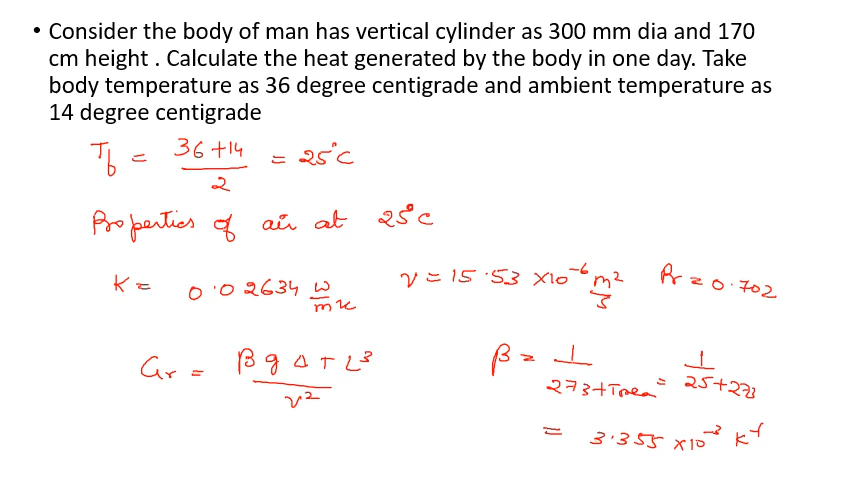 • Consider the body of man has vertical cylinder as 300 mm dia and 170
cm height . Calculate the heat generated by the body in one day. Take
body temperature as 36 degree centigrade and ambient temperature as
14 degree centigrade
T_f = (36+14)/2 = 25°C
Properties of air at 25°C
K = 0.02634 W/mK  ν = 15.53 × 10⁻⁶ m²/s  Pr = 0.702
Gr = β g Δ T L³ / ν²  β = 1/(273+Tmean) = 1/(25+273)
= 3.355 × 10⁻³ K⁻¹